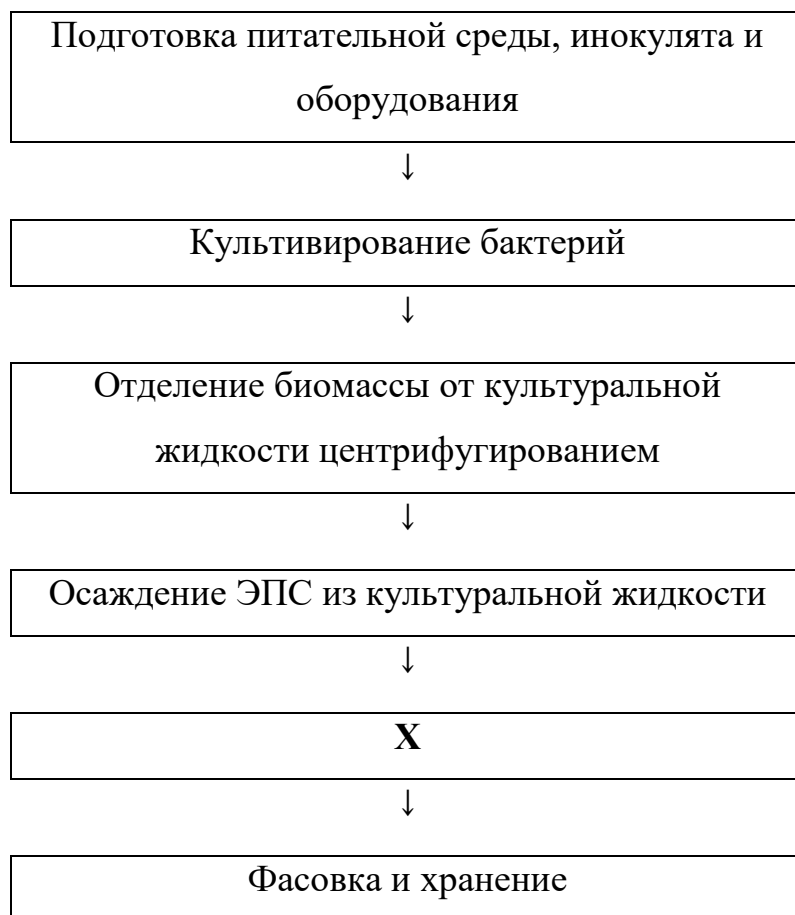 Подготовка питательной среды, инокулята и
оборудования
↓
Культивирование бактерий
↓
Отделение биомассы от культуральной
жидкости центрифугированием
↓
Осаждение ЭПС из культуральной жидкости
↓
Х
↓
Фасовка и хранение